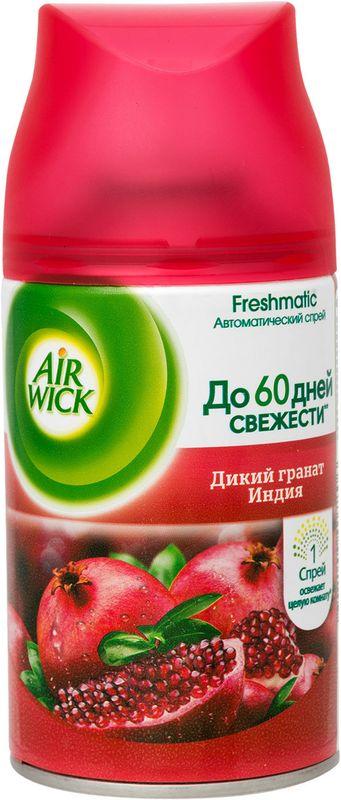 Freshmatic
Автоматический спрей
AIR
WICK
До 60 дней
СВЕЖЕСТИ**
Дикий гранат
Индия
1
Спрей
освежает
целую комнату*